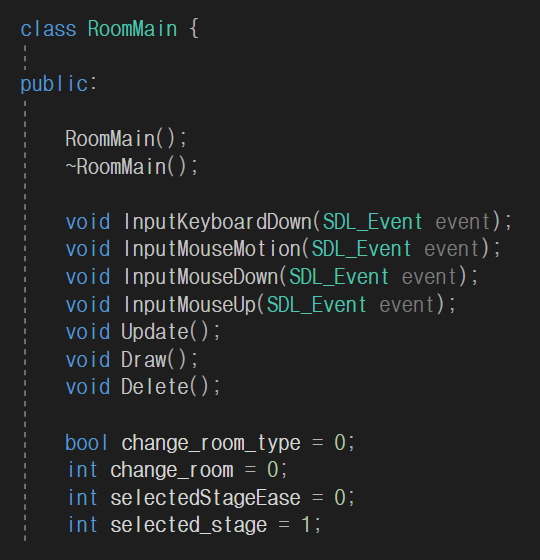 class RoomMain {
public:
RoomMain();
~RoomMain();
void InputKeyboardDown(SDL_Event event);
void InputMouseMotion(SDL_Event event);
void InputMouseDown(SDL_Event event);
void InputMouseUp(SDL_Event event);
void Update();
void Draw();
void Delete();
bool change_room_type = 0;
int change_room = 0;
int selectedStageEase = 0;
int selected_stage = 1;